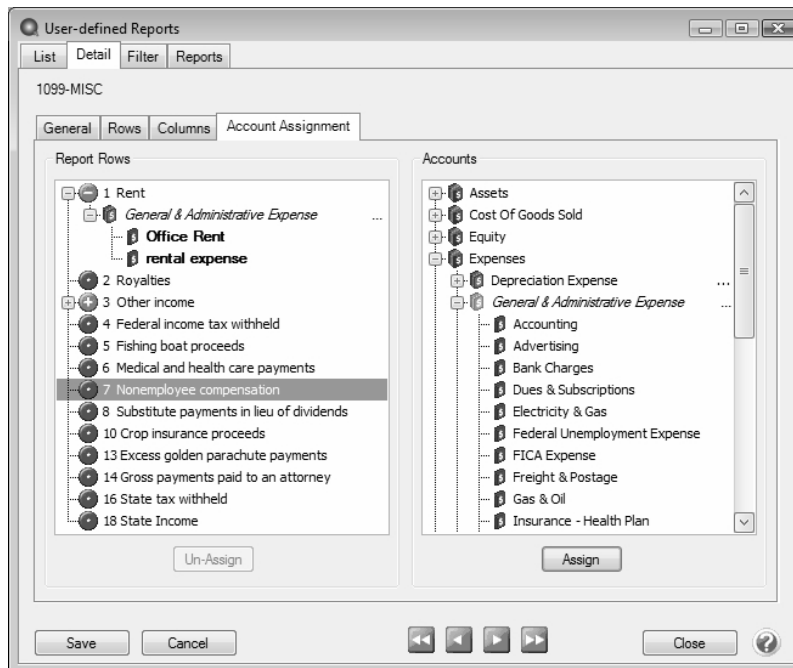 User-defined Reports
List Detail Filter Reports
1099-MISC
General Rows Columns Account Assignment
Report Rows
1 Rent
General & Administrative Expense ...
Office Rent
rental expense
2 Royalties
3 Other income
4 Federal income tax withheld
5 Fishing boat proceeds
6 Medical and health care payments
7 Nonemployee compensation
8 Substitute payments in lieu of dividends
10 Crop insurance proceeds
13 Excess golden parachute payments
14 Gross payments paid to an attorney
16 State tax withheld
18 State Income
Un-Assign
Accounts
Assets
Cost Of Goods Sold
Equity
Expenses
Depreciation Expense ...
General & Administrative Expense ...
Accounting
Advertising
Bank Charges
Dues & Subscriptions
Electricity & Gas
Federal Unemployment Expense
FICA Expense
Freight & Postage
Gas & Oil
Insurance - Health Plan
Assign
Save Cancel Close ?